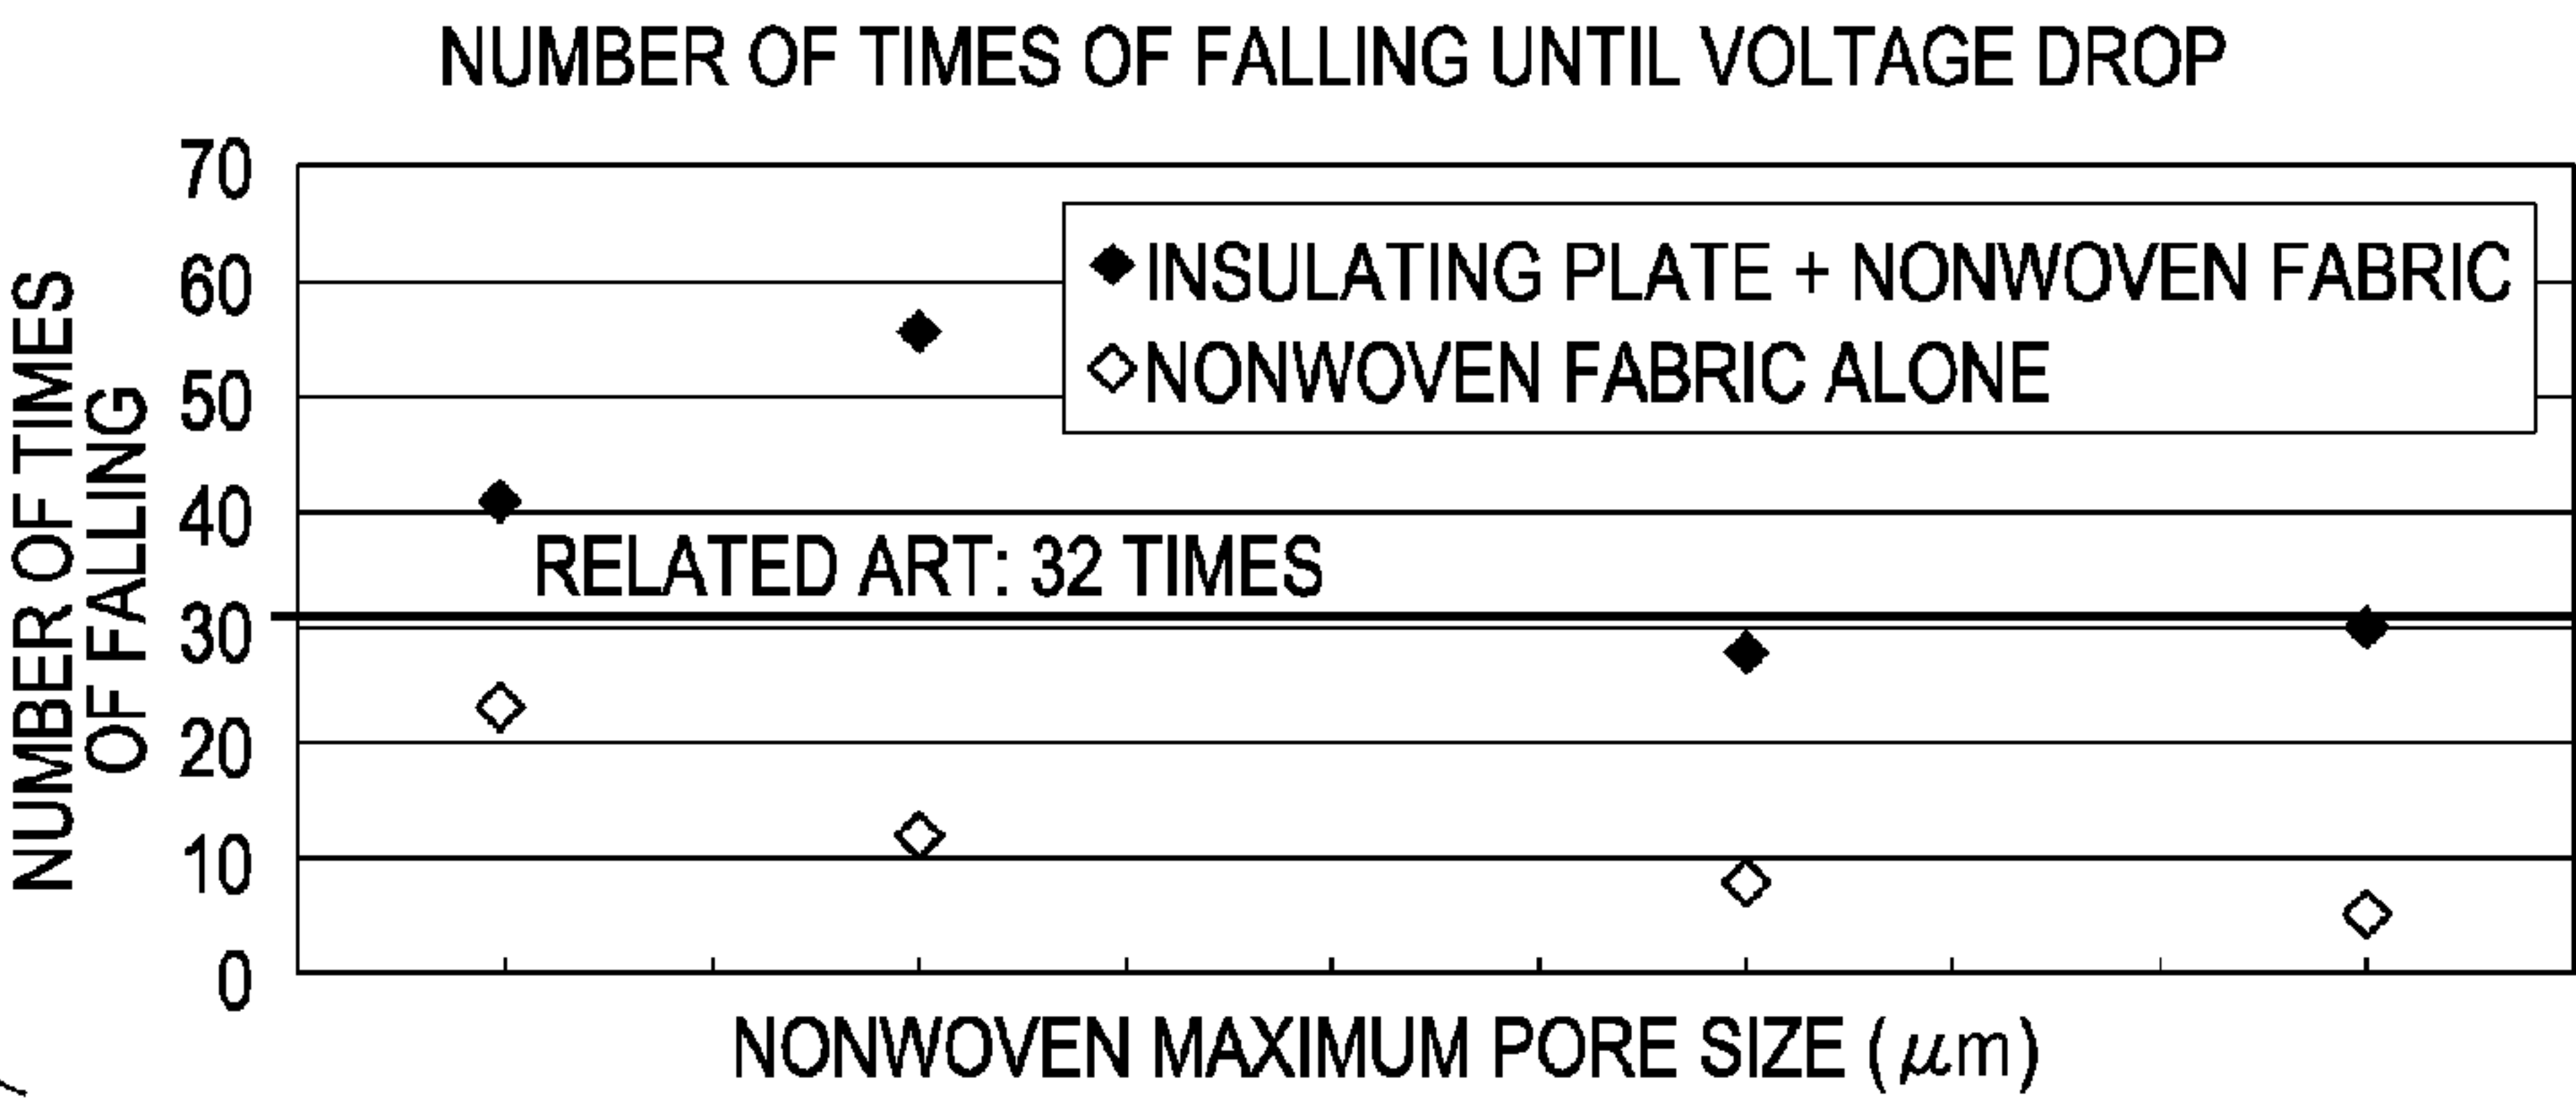 NUMBER OF TIMES OF FALLING UNTIL VOLTAGE DROP
NUMBER OF TIMES
OF FALLING
70
60
50
40
30
20
10
0
◆INSULATING PLATE + NONWOVEN FABRIC
◇NONWOVEN FABRIC ALONE
RELATED ART: 32 TIMES
NONWOVEN MAXIMUM PORE SIZE (μm)